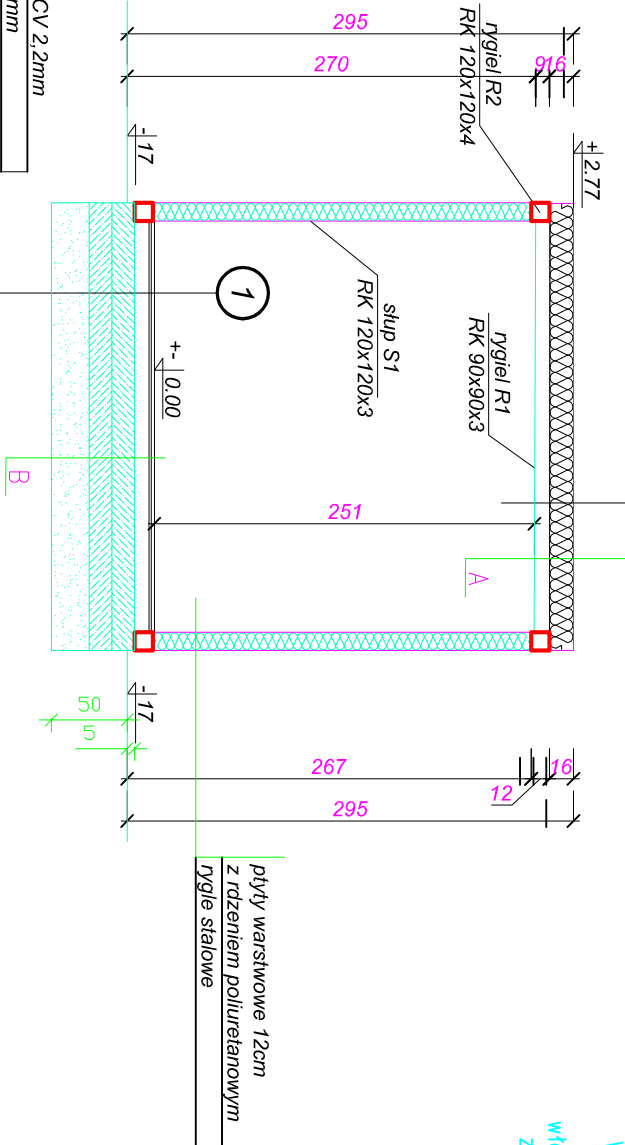 295
270
9
16
rygiel R2
RK 120x120x4
+ 2.77
- 17
CV 2,2mm
mm
1
słup S1
RK 120x120x3
rygiel R1
RK 90x90x3
+- 0.00
B
251
A
50
5
- 17
267
12
16
295
płyty warstwowe 12cm
z rdzeniem poliuretanowym
rygle stalowe